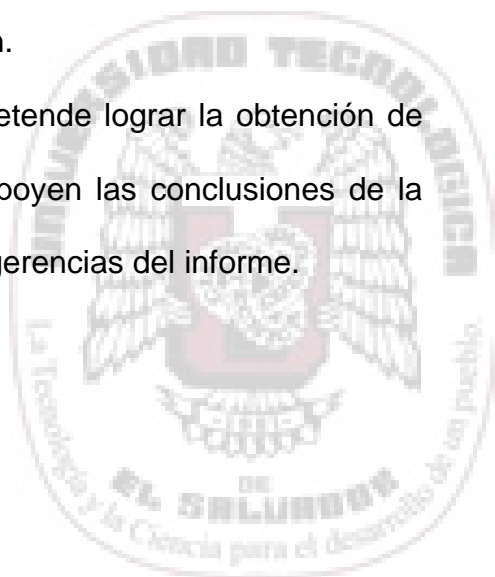 n.
etende lograr la obtención de
poyen las conclusiones de la
gerencias del informe.
UNIVERSIDAD TECNOLOGICA
DE
EL SALVADOR
La Tecnología y la Ciencia para el desarrollo de un pueblo.